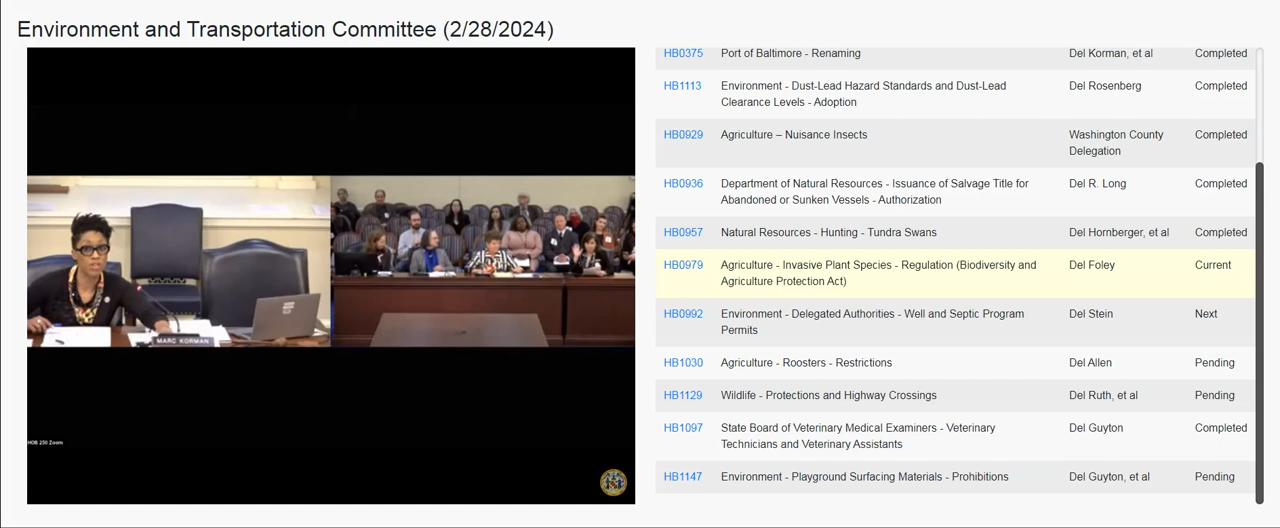 Environment and Transportation Committee (2/28/2024)
MARC KORMAN
HOB 250 Zoom
HB0375 Port of Baltimore - Renaming Del Korman, et al Completed
HB1113 Environment - Dust-Lead Hazard Standards and Dust-Lead Del Rosenberg Completed
Clearance Levels - Adoption
HB0929 Agriculture – Nuisance Insects Washington County Completed
Delegation
HB0936 Department of Natural Resources - Issuance of Salvage Title for Del R. Long Completed
Abandoned or Sunken Vessels - Authorization
HB0957 Natural Resources - Hunting - Tundra Swans Del Hornberger, et al Completed
HB0979 Agriculture - Invasive Plant Species - Regulation (Biodiversity and Del Foley Current
Agriculture Protection Act)
HB0992 Environment - Delegated Authorities - Well and Septic Program Del Stein Next
Permits
HB1030 Agriculture - Roosters - Restrictions Del Allen Pending
HB1129 Wildlife - Protections and Highway Crossings Del Ruth, et al Pending
HB1097 State Board of Veterinary Medical Examiners - Veterinary Del Guyton Completed
Technicians and Veterinary Assistants
HB1147 Environment - Playground Surfacing Materials - Prohibitions Del Guyton, et al Pending